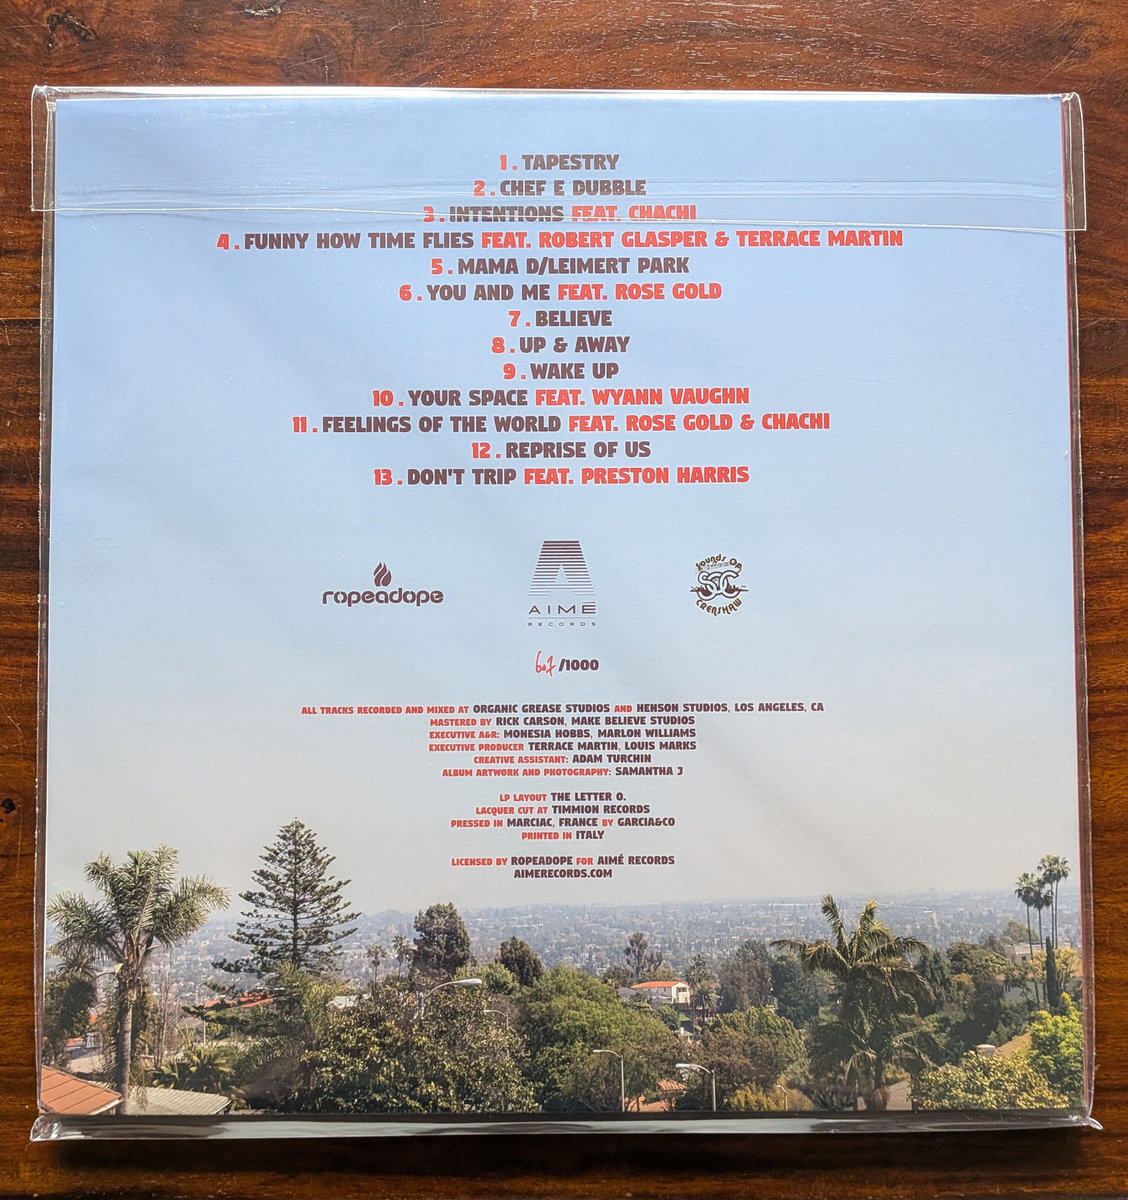 1. TAPESTRY
2. CHEF E DUBBLE
3. INTENTIONS FEAT. CHACHI
4. FUNNY HOW TIME FLIES FEAT. ROBERT GLASPER & TERRACE MARTIN
5. MAMA D/LEIMERT PARK
6. YOU AND ME FEAT. ROSE GOLD
7. BELIEVE
8. UP & AWAY
9. WAKE UP
10. YOUR SPACE FEAT. WYANN VAUGHN
11. FEELINGS OF THE WORLD FEAT. ROSE GOLD & CHACHI
12. REPRISE OF US
13. DON'T TRIP FEAT. PRESTON HARRIS
ropeadope
A
AIMÉ
RECORDS
Sounds OF
SOC
CRENSHAW
607/1000
ALL TRACKS RECORDED AND MIXED AT ORGANIC GREASE STUDIOS AND HENSON STUDIOS, LOS ANGELES, CA
MASTERED BY RICK CARSON, MAKE BELIEVE STUDIOS
EXECUTIVE A&R: MONESIA HOBBS, MARLON WILLIAMS
EXECUTIVE PRODUCER TERRACE MARTIN, LOUIS MARKS
CREATIVE ASSISTANT: ADAM TURCHIN
ALBUM ARTWORK AND PHOTOGRAPHY: SAMANTHA J
LP LAYOUT THE LETTER O.
LACQUER CUT AT TIMMION RECORDS
PRESSED IN MARCIAC, FRANCE BY GARCIA&CO
PRINTED IN ITALY
LICENSED BY ROPEADOPE FOR AIMÉ RECORDS
AIMERECORDS.COM